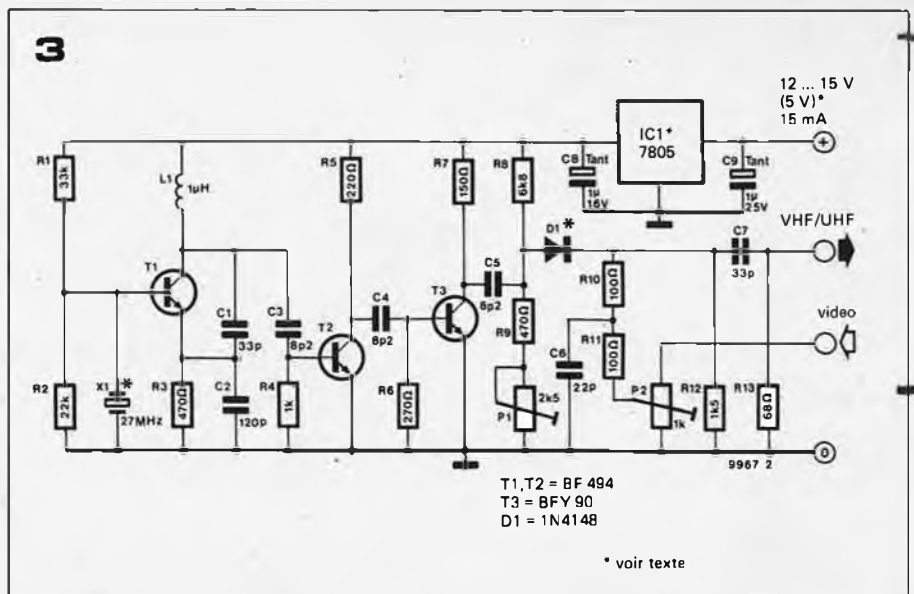 3
12 ... 15 V
(5 V)*
15 mA
+
IC1*
7805
C8 Tant
1µ
16V
C9 Tant
1µ
25V
R1
33k
L1
1µH
R5
220Ω
R7
150Ω
R8
6k8
D1 *
C7
33p
VHF/UHF
T1
C1
33p
C3
8p2
T2
C4
8p2
T3
C5
8p2
R9
470Ω
R10
100Ω
R11
100Ω
C6
22p
video
R2
22k
X1 *
27MHz
R3
470Ω
C2
120p
R4
1k
R6
270Ω
P1
2k5
P2
1k
R12
1k5
R13
68Ω
9967 2
0
T1,T2 = BF 494
T3 = BFY 90
D1 = 1N4148
* voir texte